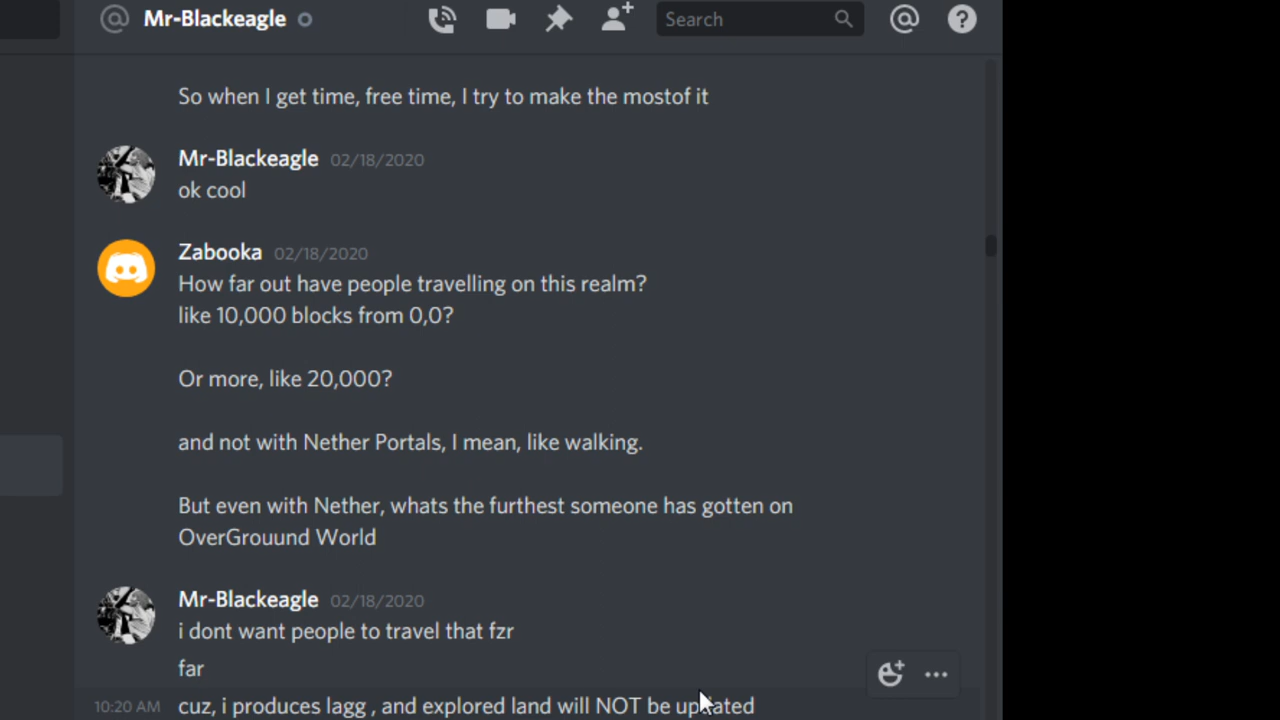 Mr-Blackeagle
Search
So when I get time, free time, I try to make the mostof it
Mr-Blackeagle 02/18/2020
ok cool
Zabooka 02/18/2020
How far out have people travelling on this realm?
like 10,000 blocks from 0,0?
Or more, like 20,000?
and not with Nether Portals, I mean, like walking.
But even with Nether, whats the furthest someone has gotten on
OverGrouund World
Mr-Blackeagle 02/18/2020
i dont want people to travel that fzr
far
10:20 AM cuz, i produces lagg , and explored land will NOT be updated